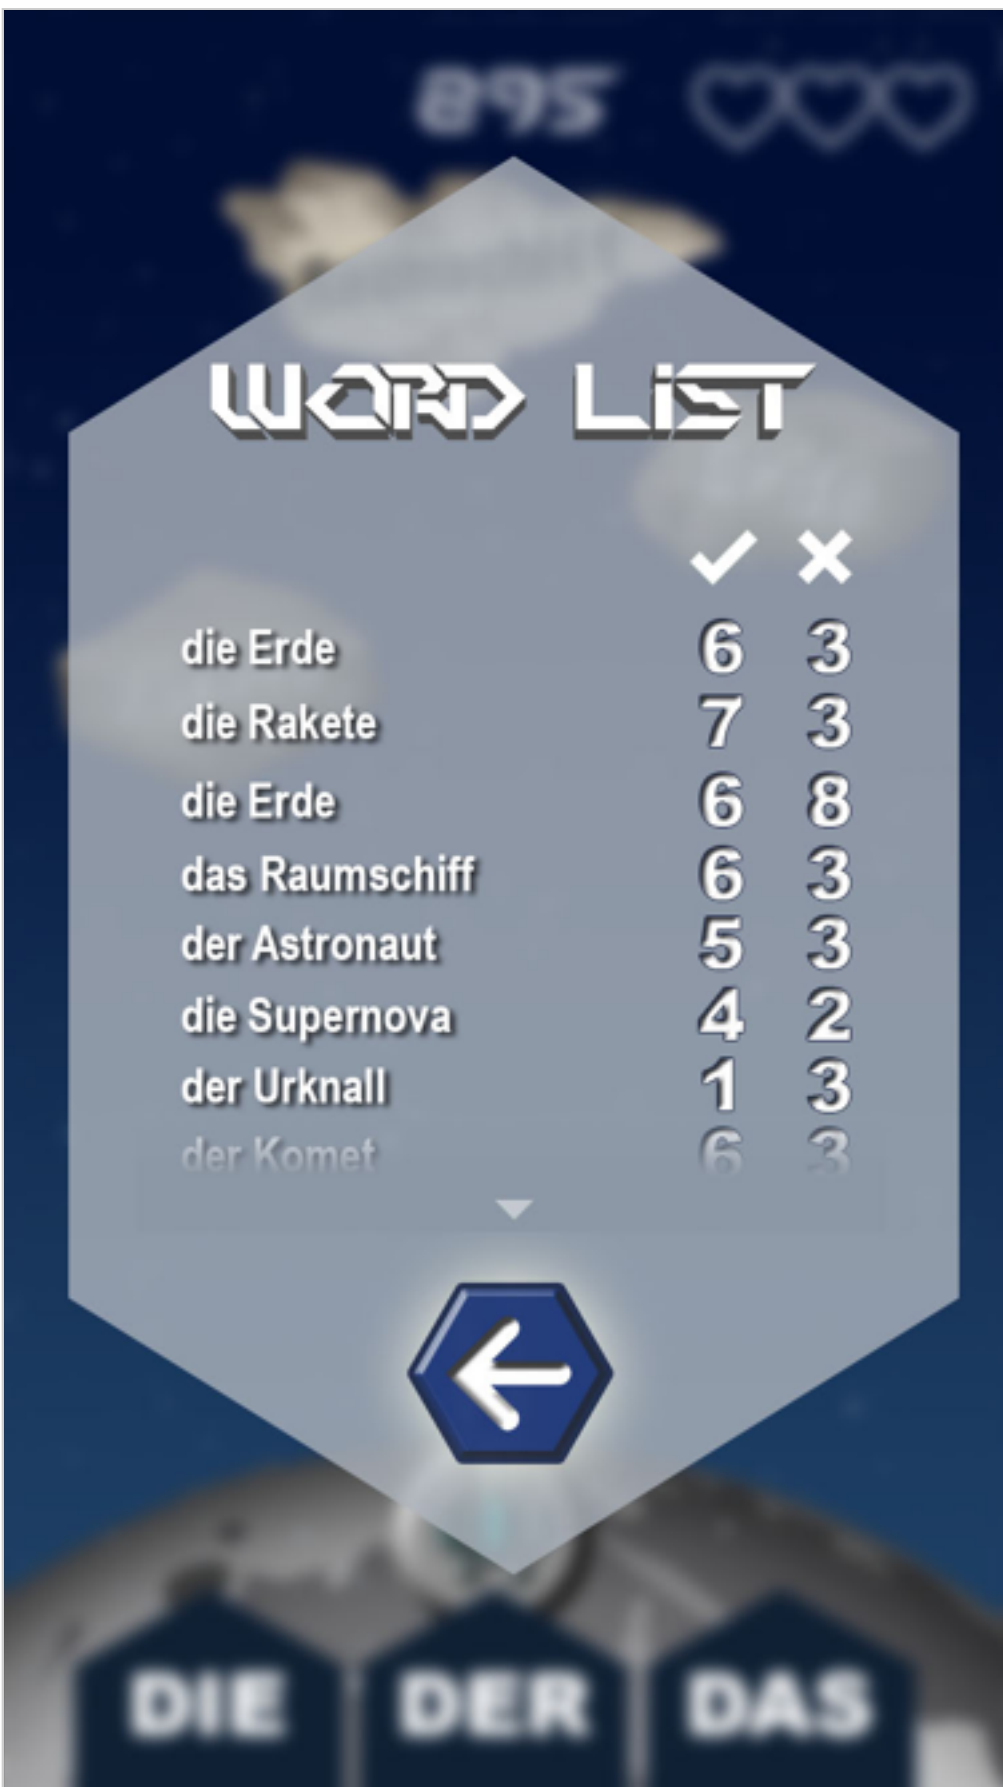 895
WORD LiST
✓ ✕
die Erde 6 3
die Rakete 7 3
die Erde 6 8
das Raumschiff 6 3
der Astronaut 5 3
die Supernova 4 2
der Urknall 1 3
der Komet 6 3
DIE DER DAS